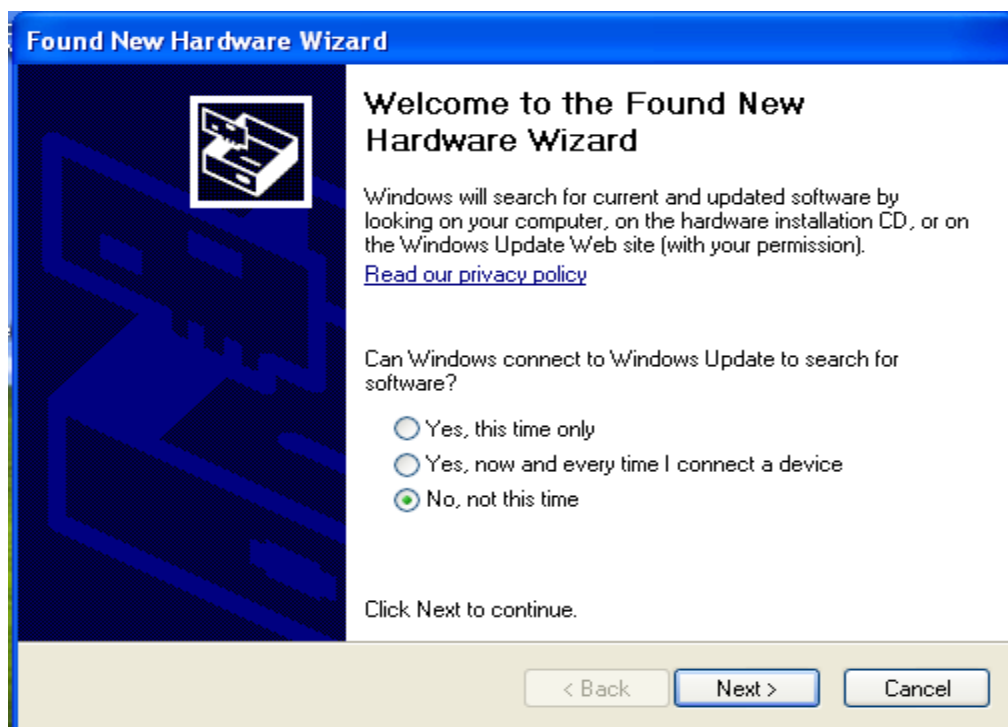 Found New Hardware Wizard
Welcome to the Found New
Hardware Wizard
Windows will search for current and updated software by
looking on your computer, on the hardware installation CD, or on
the Windows Update Web site (with your permission).
Read our privacy policy
Can Windows connect to Windows Update to search for
software?
Yes, this time only
Yes, now and every time I connect a device
No, not this time
Click Next to continue.
< Back Next > Cancel